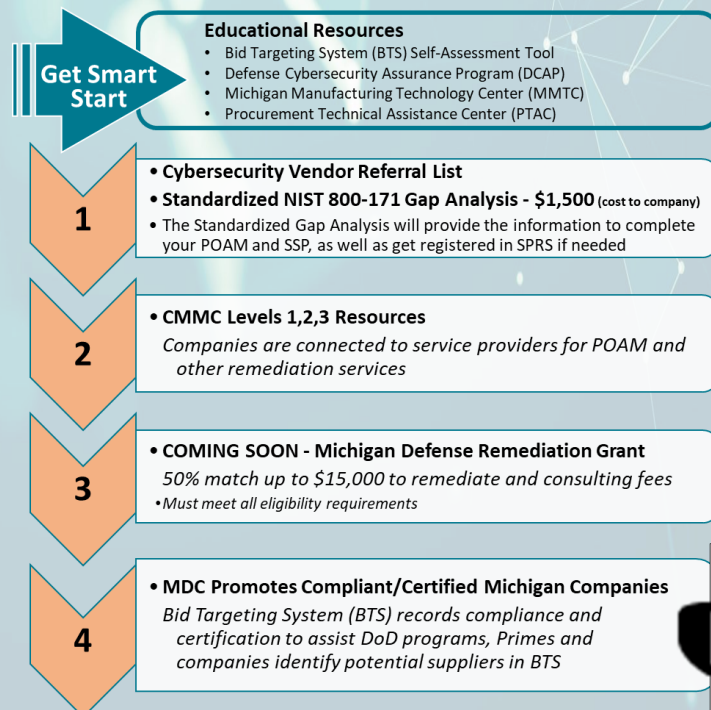 Get Smart
Start
Educational Resources
• Bid Targeting System (BTS) Self-Assessment Tool
• Defense Cybersecurity Assurance Program (DCAP)
• Michigan Manufacturing Technology Center (MMTC)
• Procurement Technical Assistance Center (PTAC)
1
• Cybersecurity Vendor Referral List
• Standardized NIST 800-171 Gap Analysis - $1,500 (cost to company)
• The Standardized Gap Analysis will provide the information to complete
your POAM and SSP, as well as get registered in SPRS if needed
2
• CMMC Levels 1,2,3 Resources
Companies are connected to service providers for POAM and
other remediation services
3
• COMING SOON - Michigan Defense Remediation Grant
50% match up to $15,000 to remediate and consulting fees
• Must meet all eligibility requirements
4
• MDC Promotes Compliant/Certified Michigan Companies
Bid Targeting System (BTS) records compliance and
certification to assist DoD programs, Primes and
companies identify potential suppliers in BTS